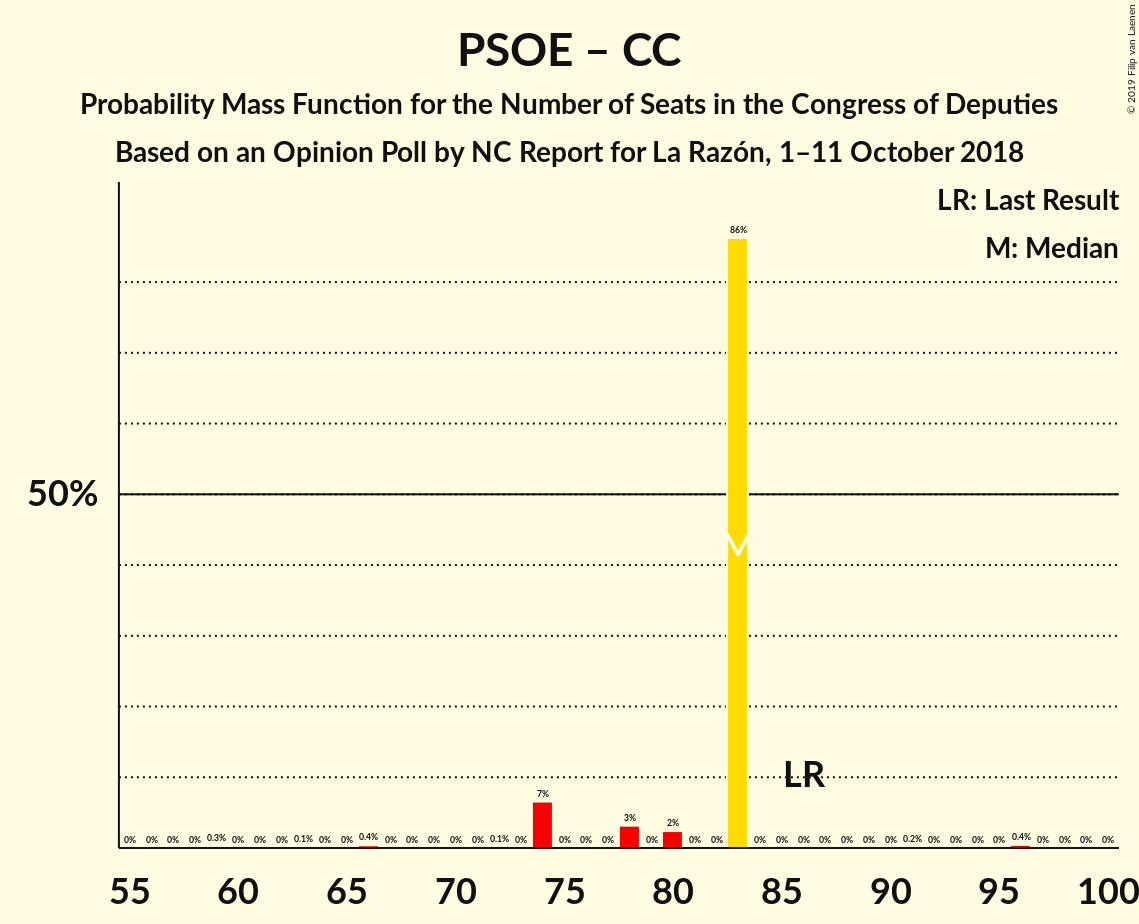 PSOE – CC
Probability Mass Function for the Number of Seats in the Congress of Deputies
Based on an Opinion Poll by NC Report for La Razón, 1–11 October 2018
© 2019 Filip van Laenen
LR: Last Result
M: Median
86%
50%
M
LR
7%
3%
2%
0% 0% 0% 0% 0.3% 0% 0% 0% 0.1% 0% 0% 0.4% 0% 0% 0% 0% 0% 0.1% 0% 0% 0% 0% 0% 0% 0% 0% 0% 0% 0% 0% 0% 0% 0.2% 0% 0% 0% 0% 0.4% 0% 0% 0% 0%
55 60 65 70 75 80 85 90 95 100